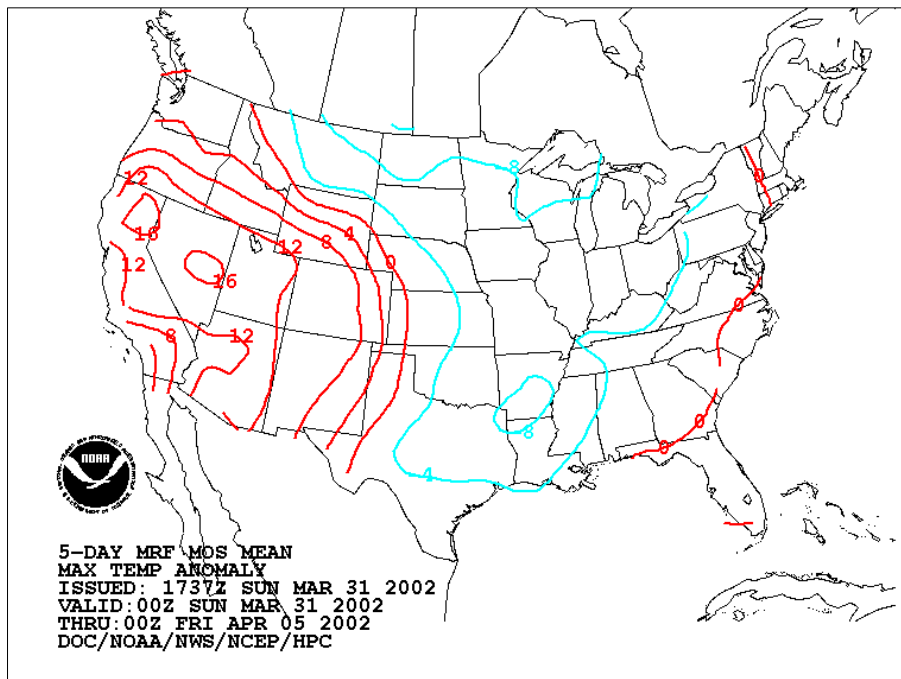 8
12
0
16
4
8
12
0
12
16
0
8
12
0
-8
0
-4
NOAA
5-DAY MRF MOS MEAN
MAX TEMP ANOMALY
ISSUED: 1737Z SUN MAR 31 2002
VALID:00Z SUN MAR 31 2002
THRU:00Z FRI APR 05 2002
DOC/NOAA/NWS/NCEP/HPC